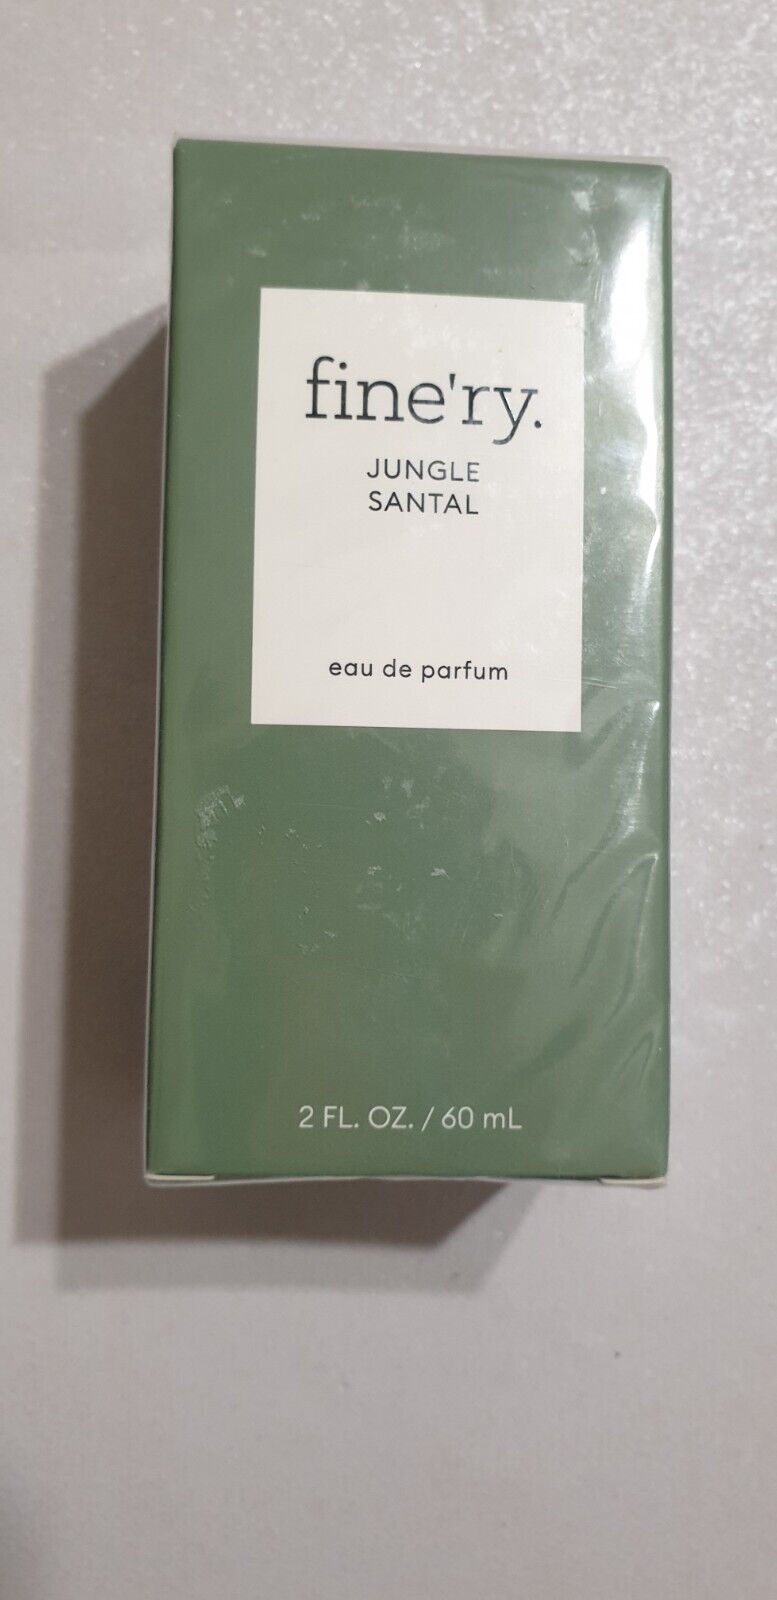 fine'ry.
JUNGLE
SANTAL
eau de parfum
2 FL. OZ. / 60 mL